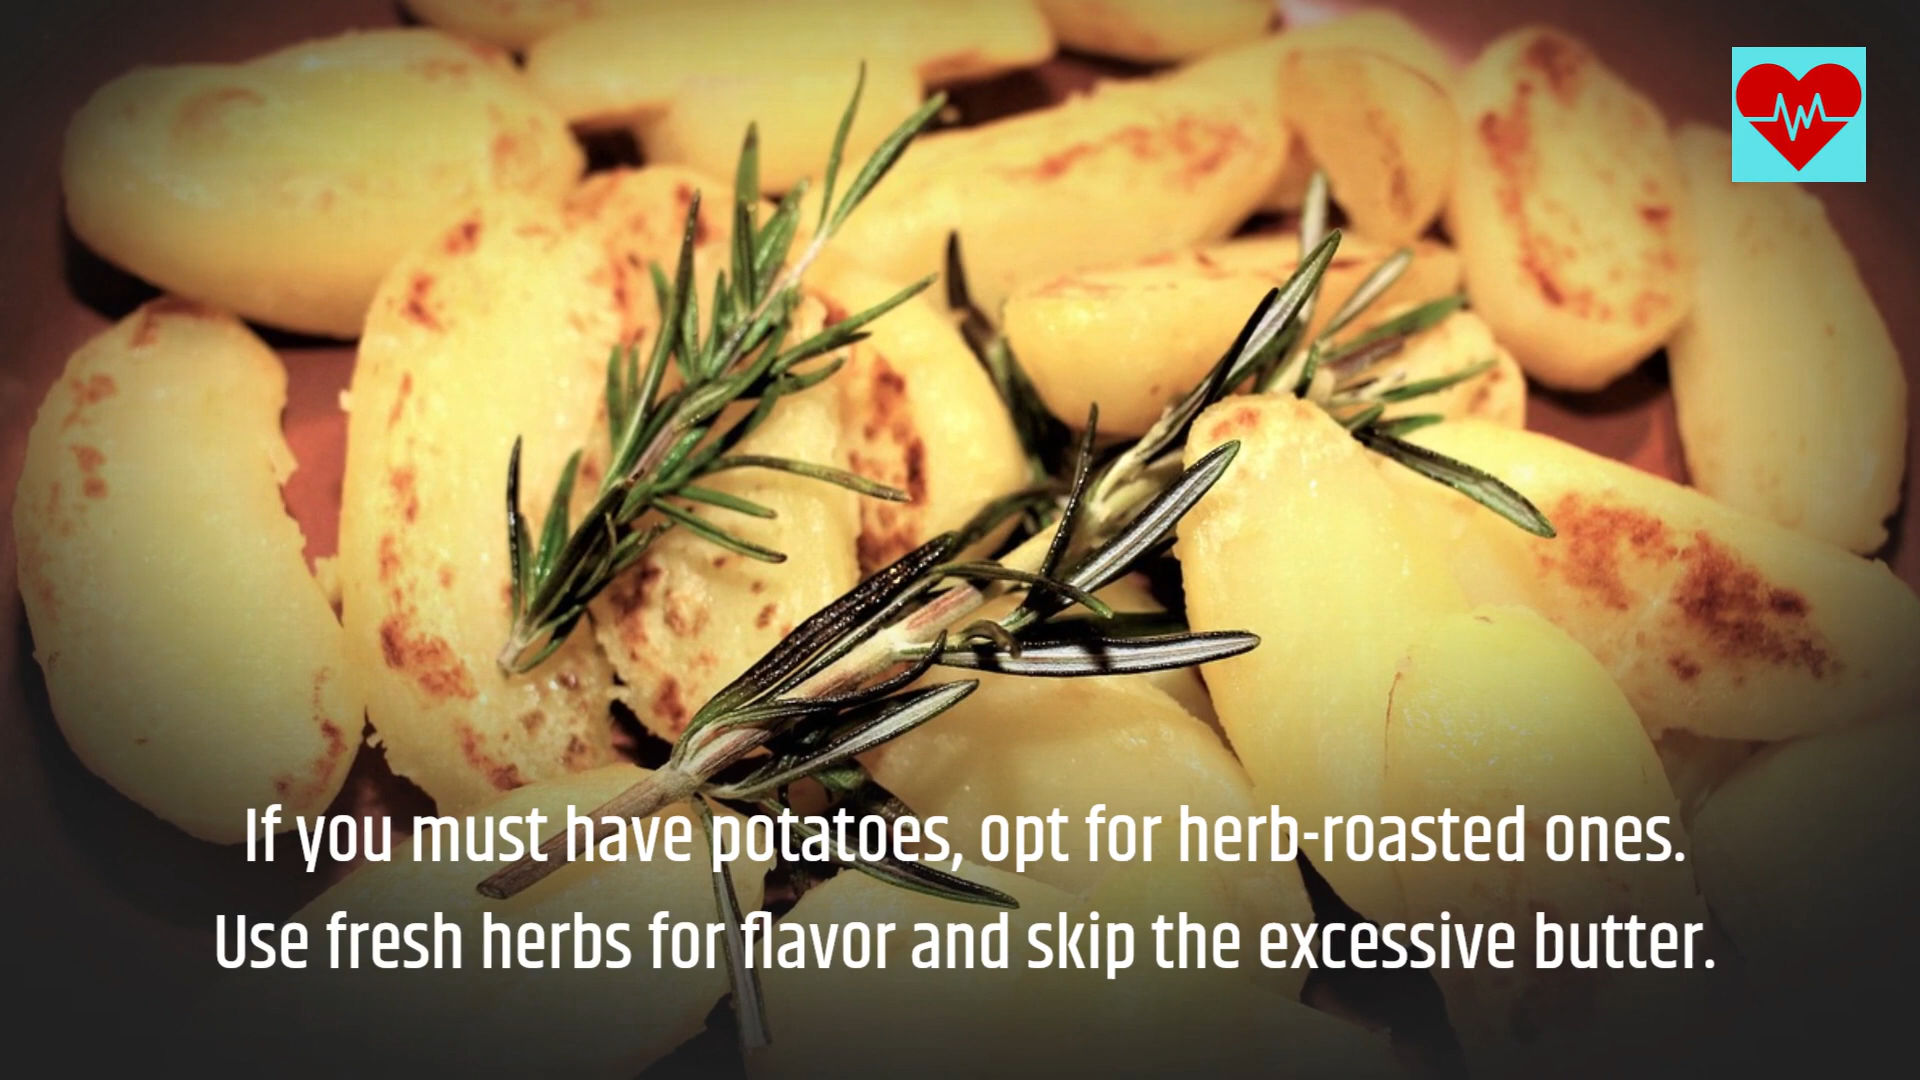 If you must have potatoes, opt for herb-roasted ones.
Use fresh herbs for flavor and skip the excessive butter.